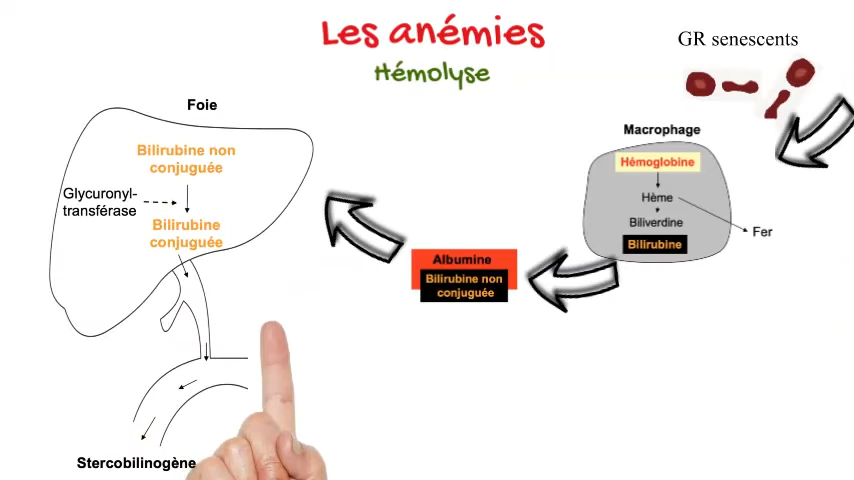 Les anémies
Hémolyse
GR senescents
Foie
Bilirubine non
conjuguée
Glycuronyl-
transférase
Bilirubine
conjuguée
Macrophage
Hémoglobine
Hème
Biliverdine
Bilirubine
Fer
Albumine
Bilirubine non
conjuguée
Stercobilinogène